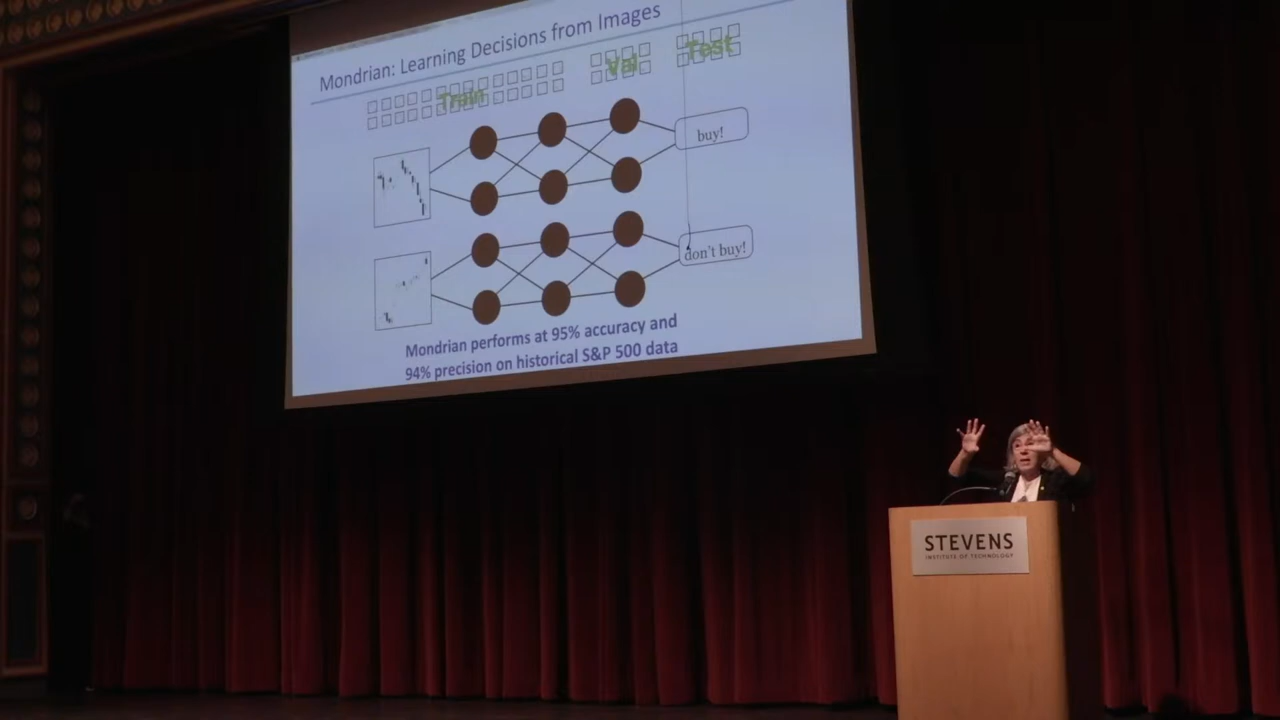 Mondrian: Learning Decisions from Images
Train
Val
Test
buy!
don't buy!
Mondrian performs at 95% accuracy and
94% precision on historical S&P 500 data
STEVENS
INSTITUTE OF TECHNOLOGY